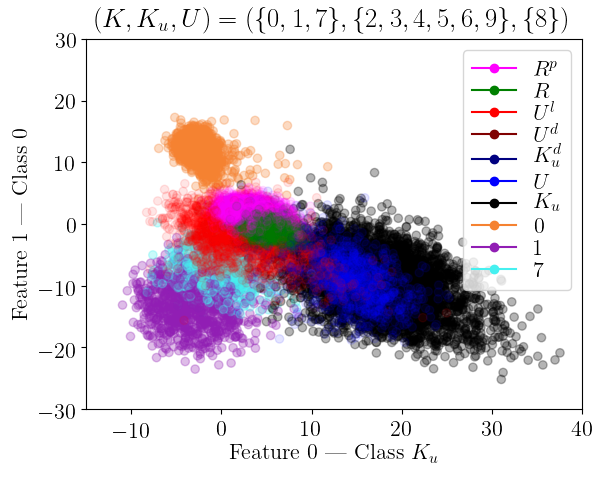 (K, K_u, U) = ({0, 1, 7}, {2, 3, 4, 5, 6, 9}, {8})
30
20
10
0
−10
−20
−30
Feature 1 — Class 0
R^p
R
U^l
U^d
K_u^d
U
K_u
0
1
7
−10 0 10 20 30 40
Feature 0 — Class K_u